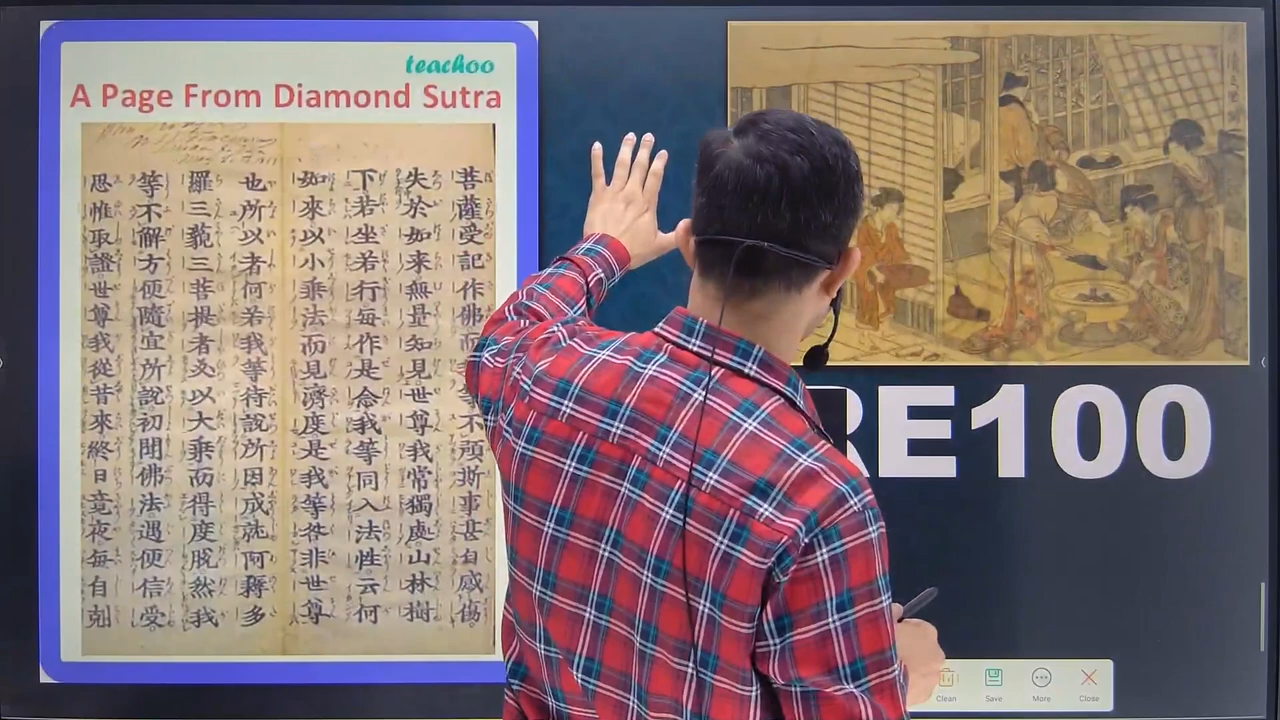 teachoo
A Page From Diamond Sutra
菩薩受記作佛而不預斯事甚自感傷
失於如来無量知見世尊我常獨處山林樹
下若坐若行每作是念我等同入法性云何
如來以小乘法而見濟度是我等咎非世尊
也所以者何若我等待說所因成就阿耨多
羅三藐三菩提者必以大乘而得度脫然我
等不解方便隨宜所說初聞佛法遇便信受
思惟取證世尊我從昔來終日竟夜每自剋
RE100
Clean
Save
More
Close